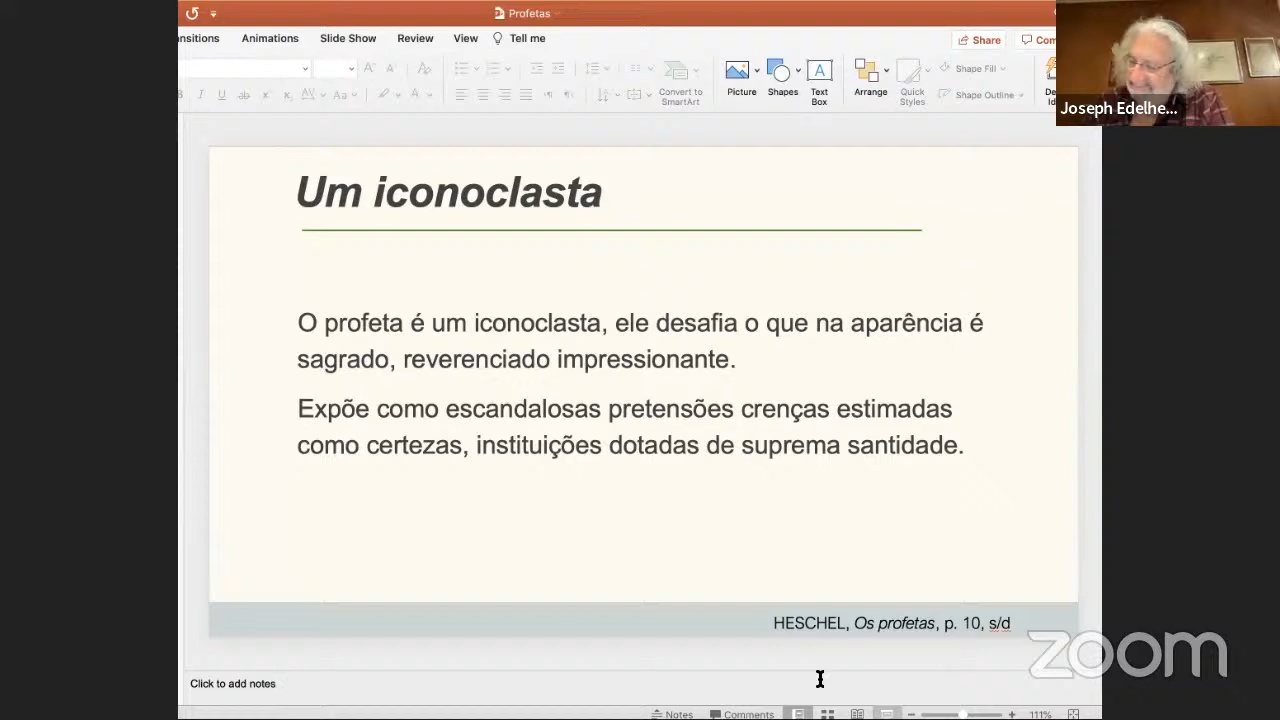 Profetas
nsitions Animations Slide Show Review View Tell me
Share Com
Aa
Convert to
SmartArt
Picture
Shapes
Text
Box
Arrange
Quick
Styles
Shape Fill
Shape Outline
Joseph Edelhe...
Um iconoclasta
O profeta é um iconoclasta, ele desafia o que na aparência é
sagrado, reverenciado impressionante.
Expõe como escandalosas pretensões crenças estimadas
como certezas, instituições dotadas de suprema santidade.
HESCHEL, Os profetas, p. 10, s/d
zoom
Click to add notes
Notes Comments 111%